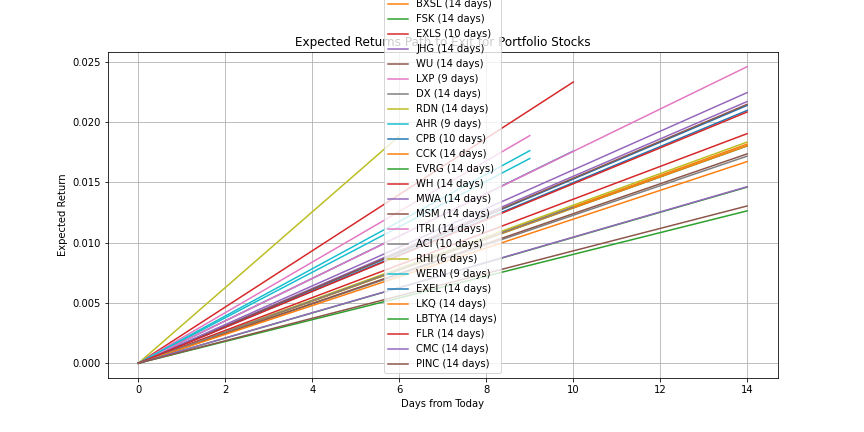 BXSL (14 days)
FSK (14 days)
EXLS (10 days)
Expected Returns Path to Exit for Portfolio Stocks
JHG (14 days)
WU (14 days)
LXP (9 days)
DX (14 days)
RDN (14 days)
AHR (9 days)
CPB (10 days)
CCK (14 days)
EVRG (14 days)
WH (14 days)
MWA (14 days)
MSM (14 days)
ITRI (14 days)
ACI (10 days)
RHI (6 days)
WERN (9 days)
EXEL (14 days)
LKQ (14 days)
LBTYA (14 days)
FLR (14 days)
CMC (14 days)
PINC (14 days)
Expected Return
0.025
0.020
0.015
0.010
0.005
0.000
0 2 4 6 8 10 12 14
Days from Today